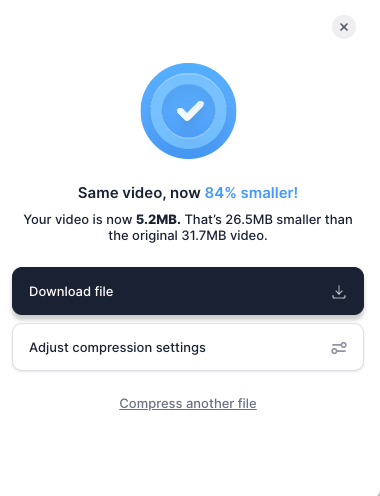 Same video, now 84% smaller!
Your video is now 5.2MB. That's 26.5MB smaller than
the original 31.7MB video.
Download file
Adjust compression settings
Compress another file